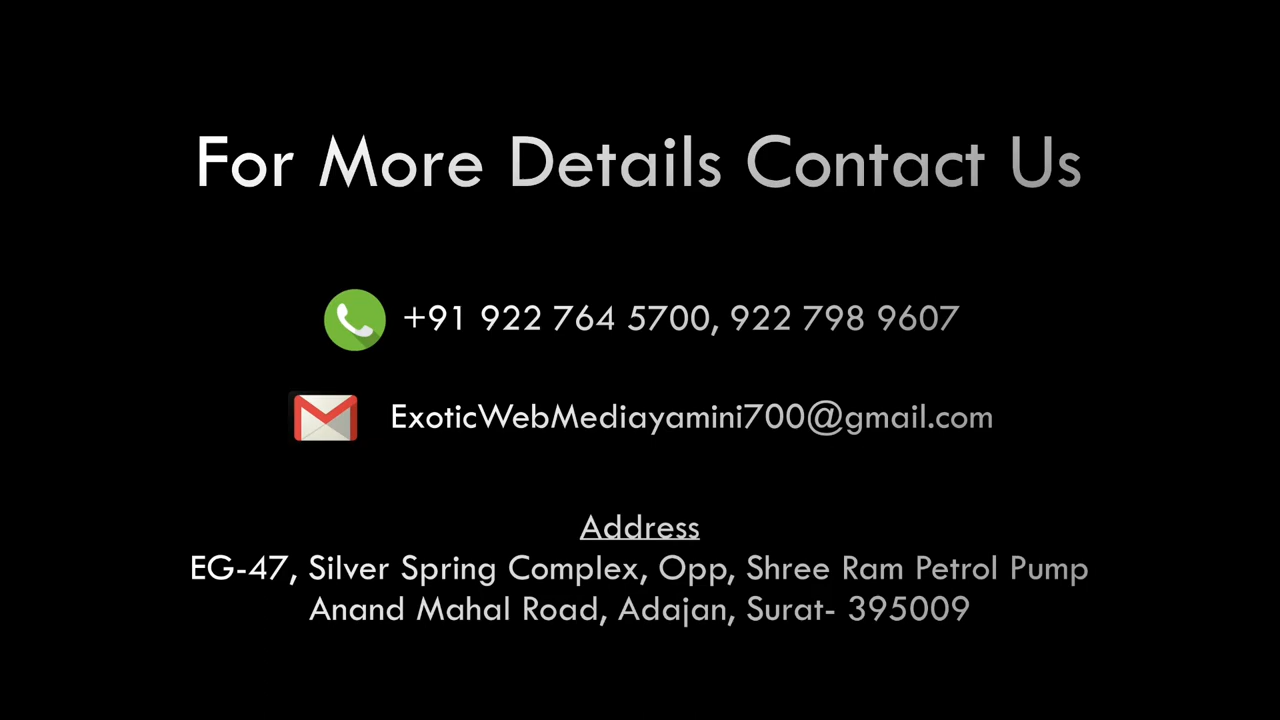 For More Details Contact Us
+91 922 764 5700, 922 798 9607
ExoticWebMediayamini700@gmail.com
Address
EG-47, Silver Spring Complex, Opp, Shree Ram Petrol Pump
Anand Mahal Road, Adajan, Surat- 395009